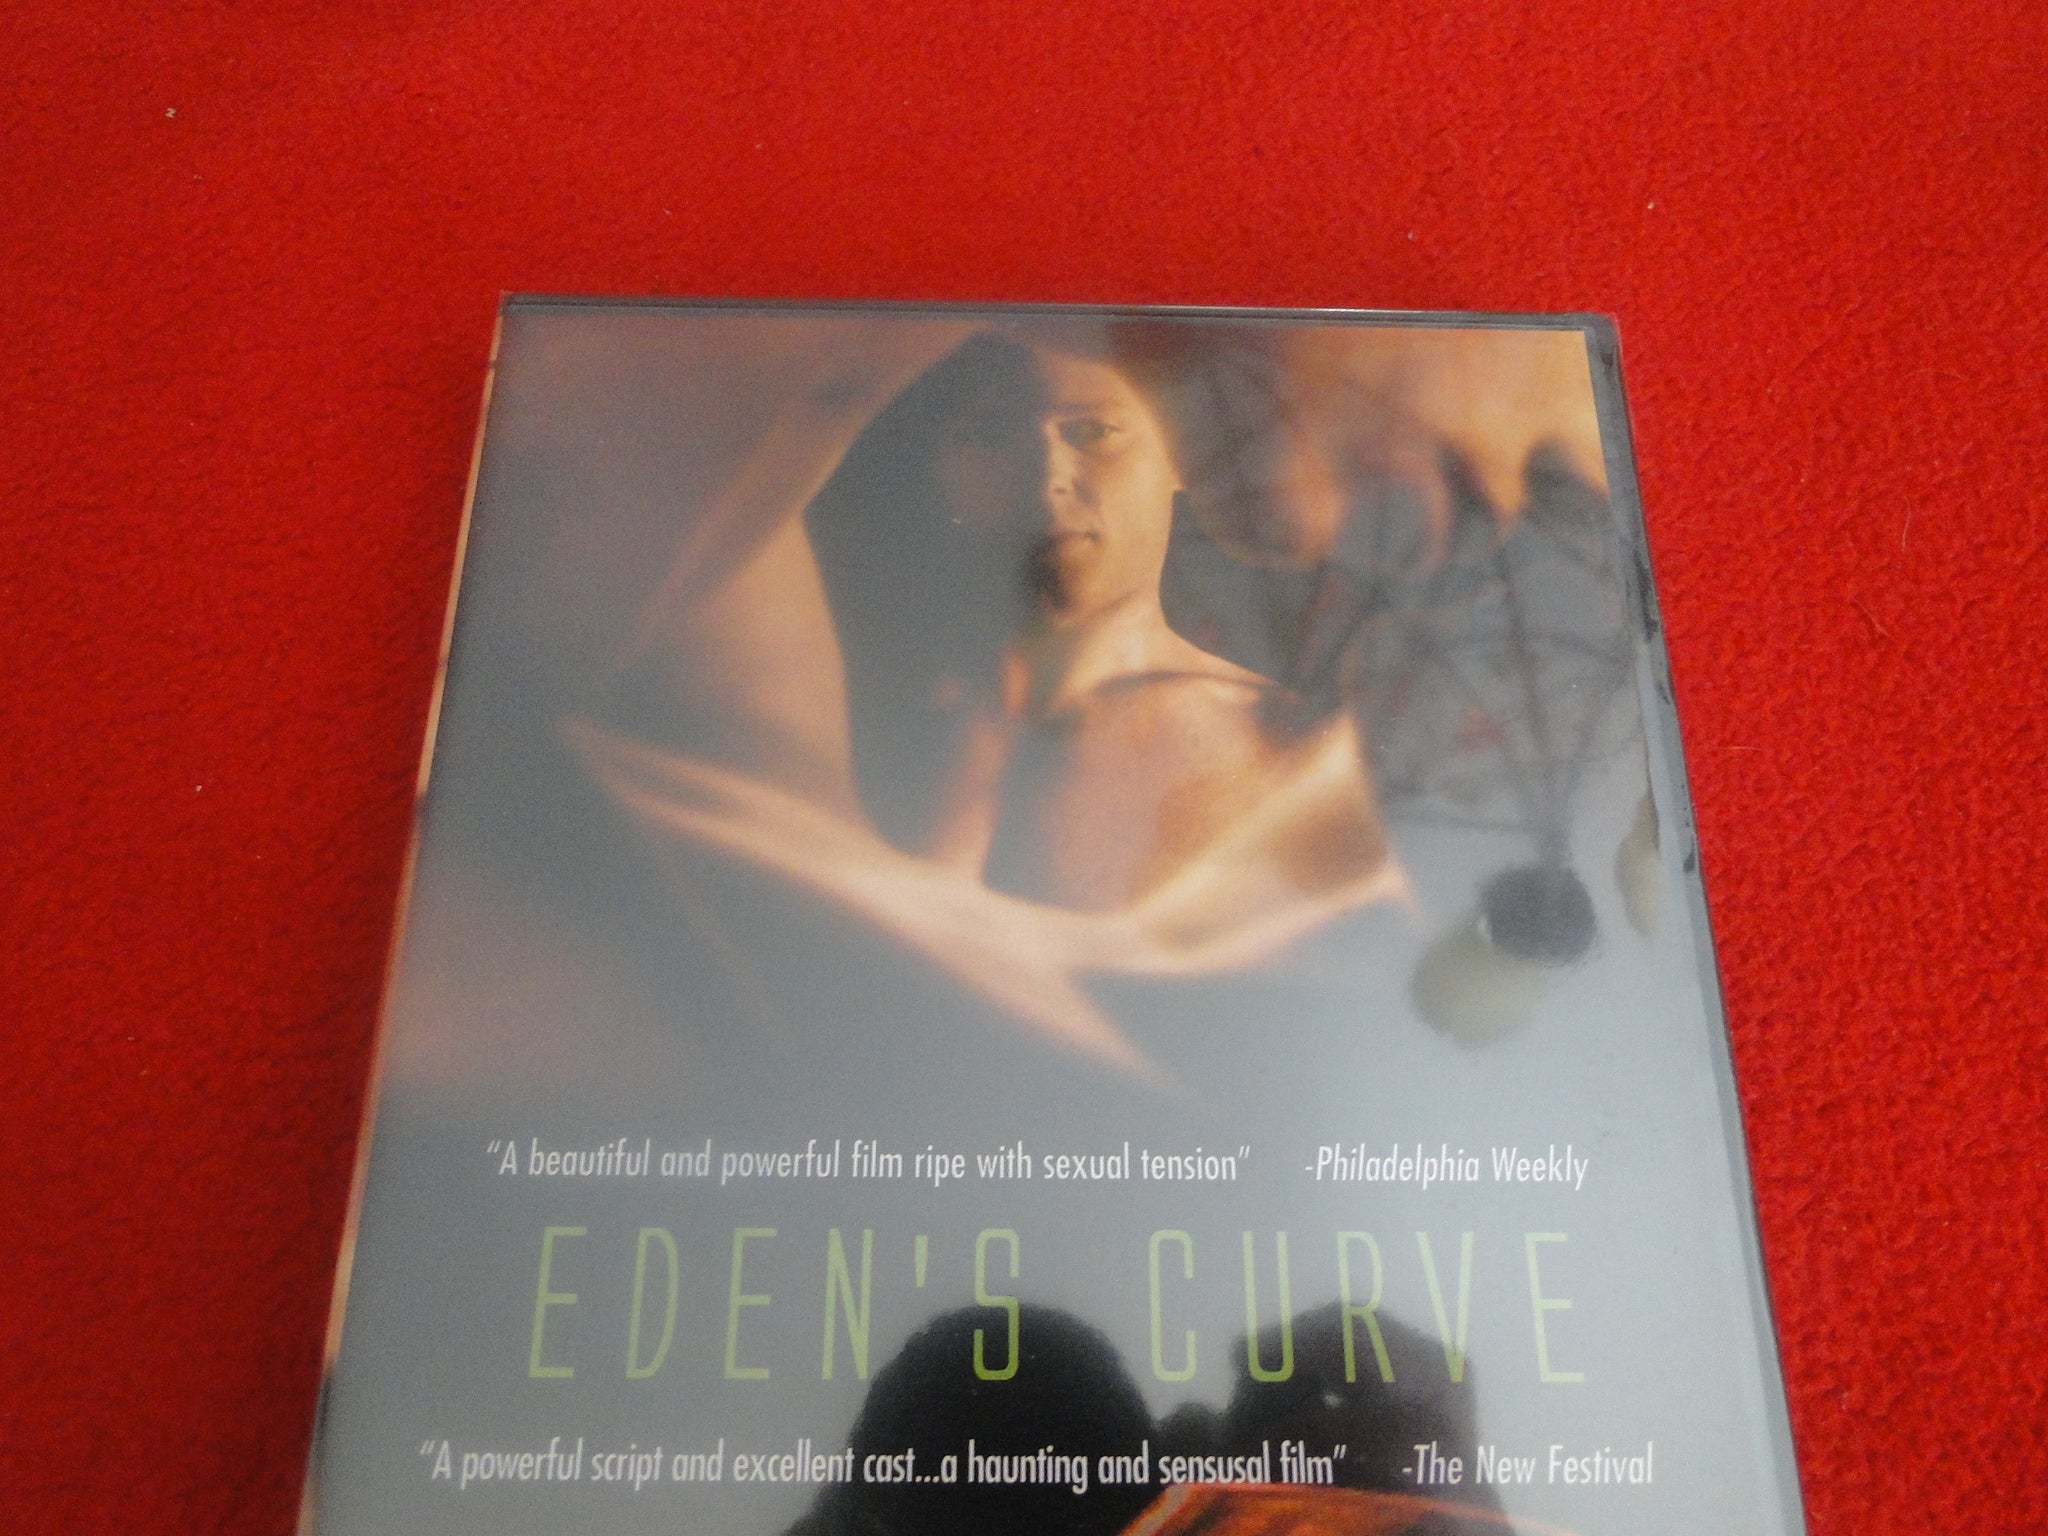 “A beautiful and powerful film ripe with sexual tension” -Philadelphia Weekly
EDEN'S CURVE
“A powerful script and excellent cast...a haunting and sensusal film” -The New Festival